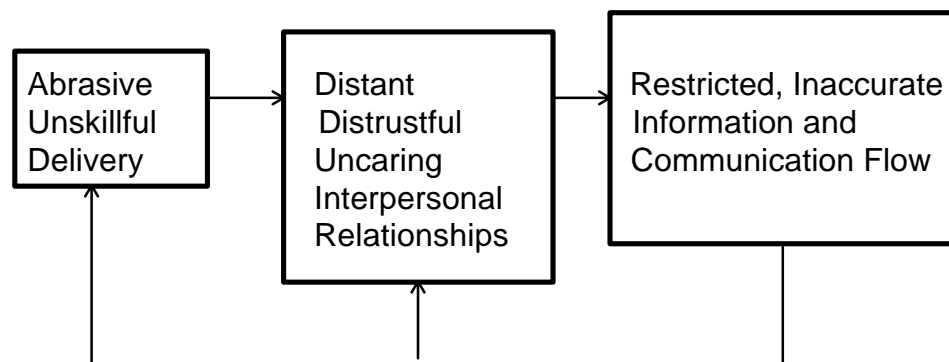 Abrasive
Unskillful
Delivery
Distant
Distrustful
Uncaring
Interpersonal
Relationships
Restricted, Inaccurate
Information and
Communication Flow